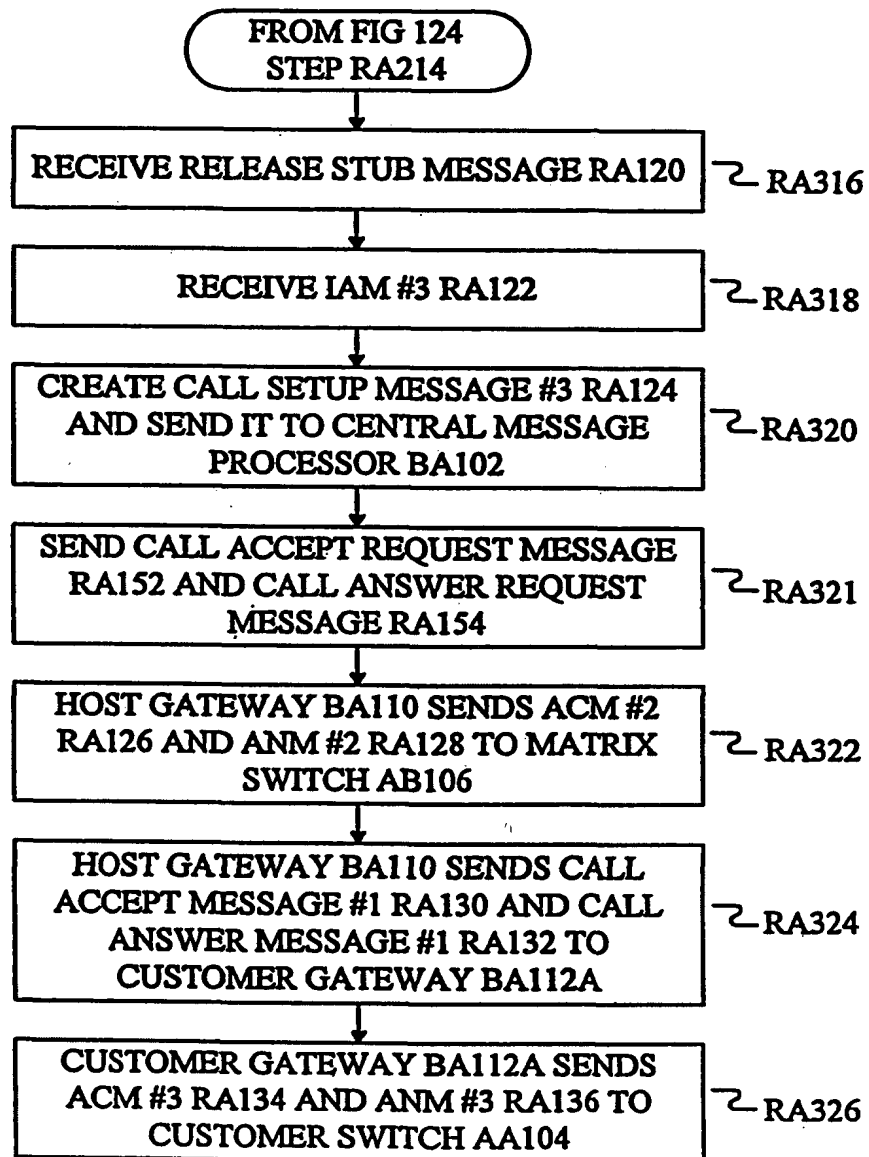 FROM FIG 124
STEP RA214
RECEIVE RELEASE STUB MESSAGE RA120
RA316
RECEIVE IAM #3 RA122
RA318
CREATE CALL SETUP MESSAGE #3 RA124
AND SEND IT TO CENTRAL MESSAGE
PROCESSOR BA102
RA320
SEND CALL ACCEPT REQUEST MESSAGE
RA152 AND CALL ANSWER REQUEST
MESSAGE RA154
RA321
HOST GATEWAY BA110 SENDS ACM #2
RA126 AND ANM #2 RA128 TO MATRIX
SWITCH AB106
RA322
HOST GATEWAY BA110 SENDS CALL
ACCEPT MESSAGE #1 RA130 AND CALL
ANSWER MESSAGE #1 RA132 TO
CUSTOMER GATEWAY BA112A
RA324
CUSTOMER GATEWAY BA112A SENDS
ACM #3 RA134 AND ANM #3 RA136 TO
CUSTOMER SWITCH AA104
RA326